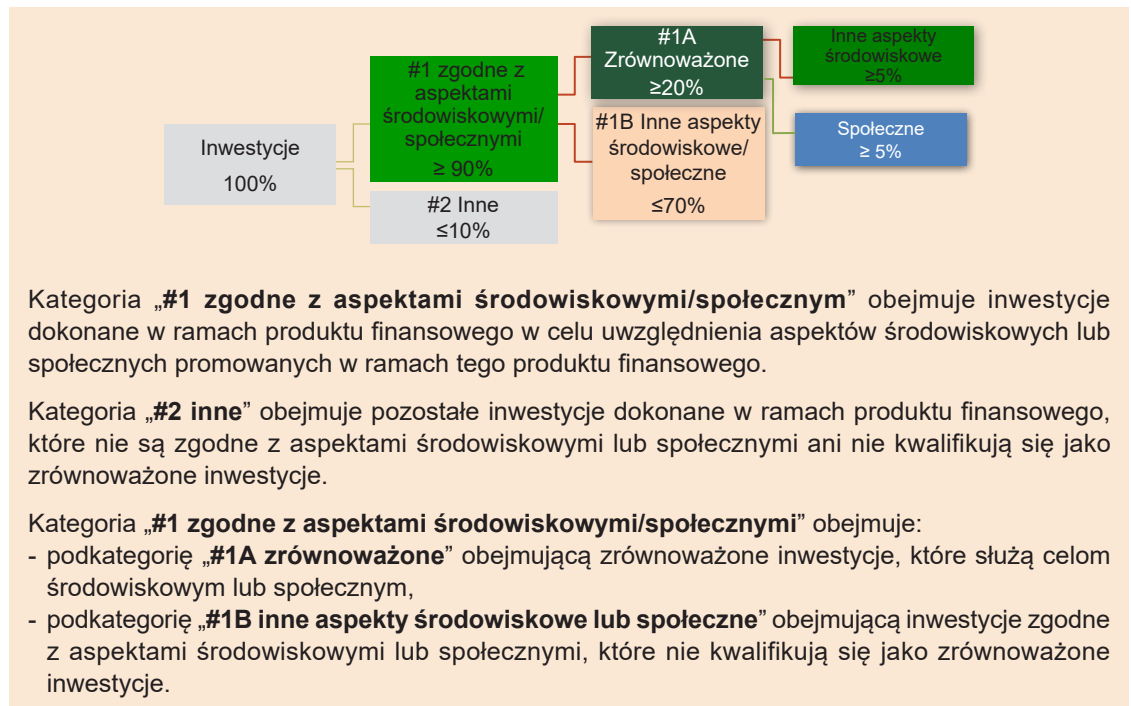 Inwestycje
100%
#1 zgodne z
aspektami
środowiskowymi/
społecznymi
≥ 90%
#2 Inne
≤10%
#1A
Zrównoważone
≥20%
#1B Inne aspekty
środowiskowe/
społeczne
≤70%
Inne aspekty
środowiskowe
≥5%
Społeczne
≥ 5%
Kategoria „#1 zgodne z aspektami środowiskowymi/społecznym” obejmuje inwestycje
dokonane w ramach produktu finansowego w celu uwzględnienia aspektów środowiskowych lub
społecznych promowanych w ramach tego produktu finansowego.
Kategoria „#2 inne” obejmuje pozostałe inwestycje dokonane w ramach produktu finansowego,
które nie są zgodne z aspektami środowiskowymi lub społecznymi ani nie kwalifikują się jako
zrównoważone inwestycje.
Kategoria „#1 zgodne z aspektami środowiskowymi/społecznymi” obejmuje:
- podkategorię „#1A zrównoważone” obejmującą zrównoważone inwestycje, które służą celom
środowiskowym lub społecznym,
- podkategorię „#1B inne aspekty środowiskowe lub społeczne” obejmującą inwestycje zgodne
z aspektami środowiskowymi lub społecznymi, które nie kwalifikują się jako zrównoważone
inwestycje.